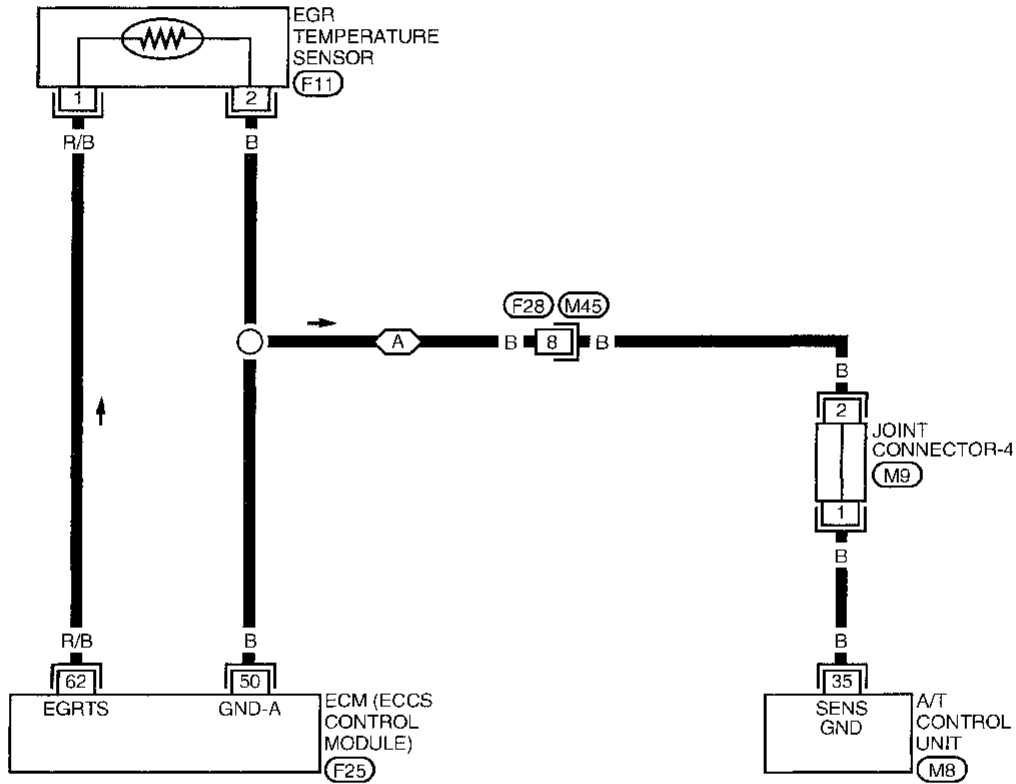 EGR
TEMPERATURE
SENSOR
F11
1 2
R/B B
F28 M45
A B 8 B
B
2
JOINT
CONNECTOR-4
M9
1
B
R/B B B
62 50 35
EGRTS GND-A
ECM (ECCS
CONTROL
MODULE)
F25
SENS
GND
A/T
CONTROL
UNIT
M8